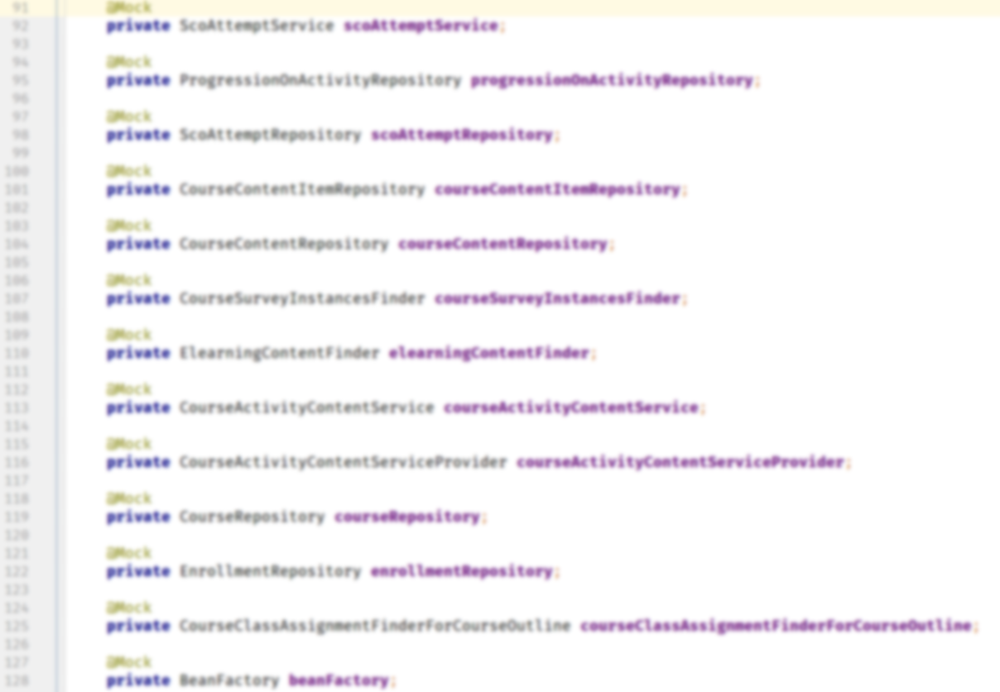 91 @Mock
92 private ScoAttemptService scoAttemptService;
93
94 @Mock
95 private ProgressionOnActivityRepository progressionOnActivityRepository;
96
97 @Mock
98 private ScoAttemptRepository scoAttemptRepository;
99
100 @Mock
101 private CourseContentItemRepository courseContentItemRepository;
102
103 @Mock
104 private CourseContentRepository courseContentRepository;
105
106 @Mock
107 private CourseSurveyInstancesFinder courseSurveyInstancesFinder;
108
109 @Mock
110 private ElearningContentFinder elearningContentFinder;
111
112 @Mock
113 private CourseActivityContentService courseActivityContentService;
114
115 @Mock
116 private CourseActivityContentServiceProvider courseActivityContentServiceProvider;
117
118 @Mock
119 private CourseRepository courseRepository;
120
121 @Mock
122 private EnrollmentRepository enrollmentRepository;
123
124 @Mock
125 private CourseClassAssignmentFinderForCourseOutline courseClassAssignmentFinderForCourseOutline;
126
127 @Mock
128 private BeanFactory beanFactory;